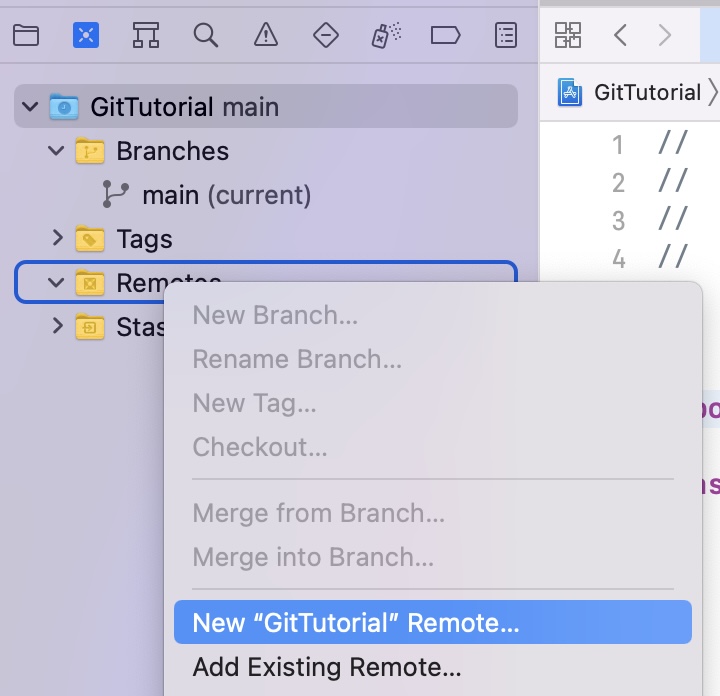 GitTutorial main
Branches
main (current)
Tags
Remotes
Stas
New Branch...
Rename Branch...
New Tag...
Checkout...
Merge from Branch...
Merge into Branch...
New “GitTutorial” Remote...
Add Existing Remote...
GitTutorial
1 //
2 //
3 //
4 //